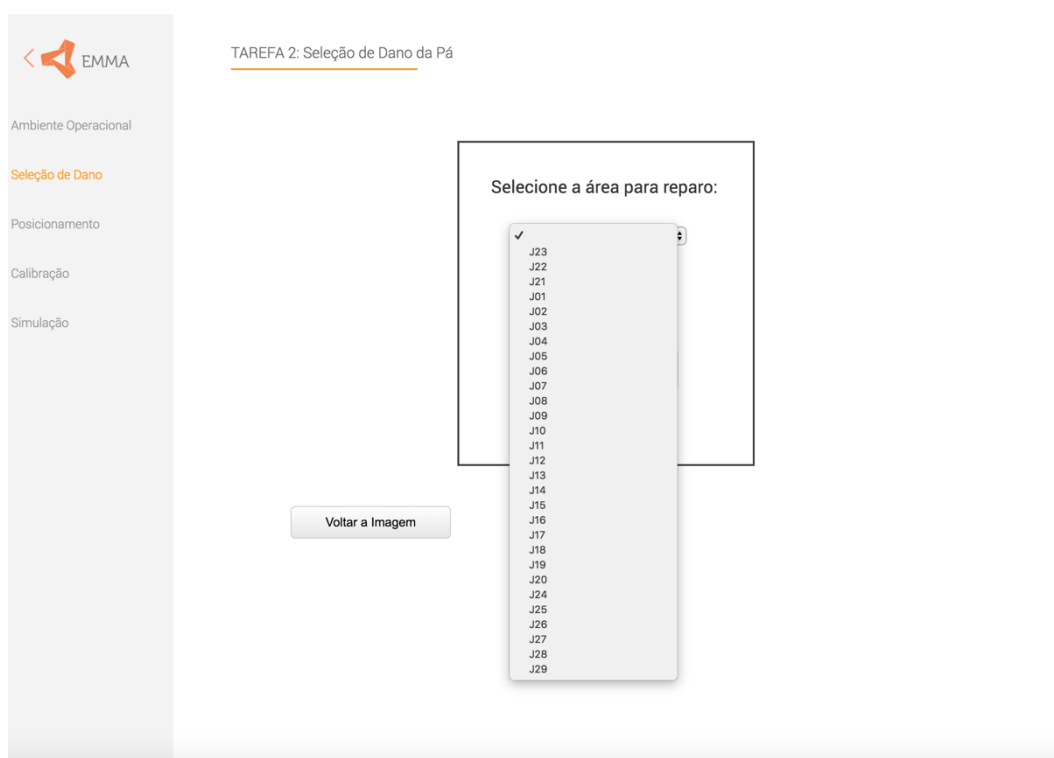 EMMA
Ambiente Operacional
Seleção de Dano
Posicionamento
Calibração
Simulação
TAREFA 2: Seleção de Dano da Pá
Selecione a área para reparo:
✓
J23
J22
J21
J01
J02
J03
J04
J05
J06
J07
J08
J09
J10
J11
J12
J13
J14
J15
J16
J17
J18
J19
J20
J24
J25
J26
J27
J28
J29
Voltar a Imagem